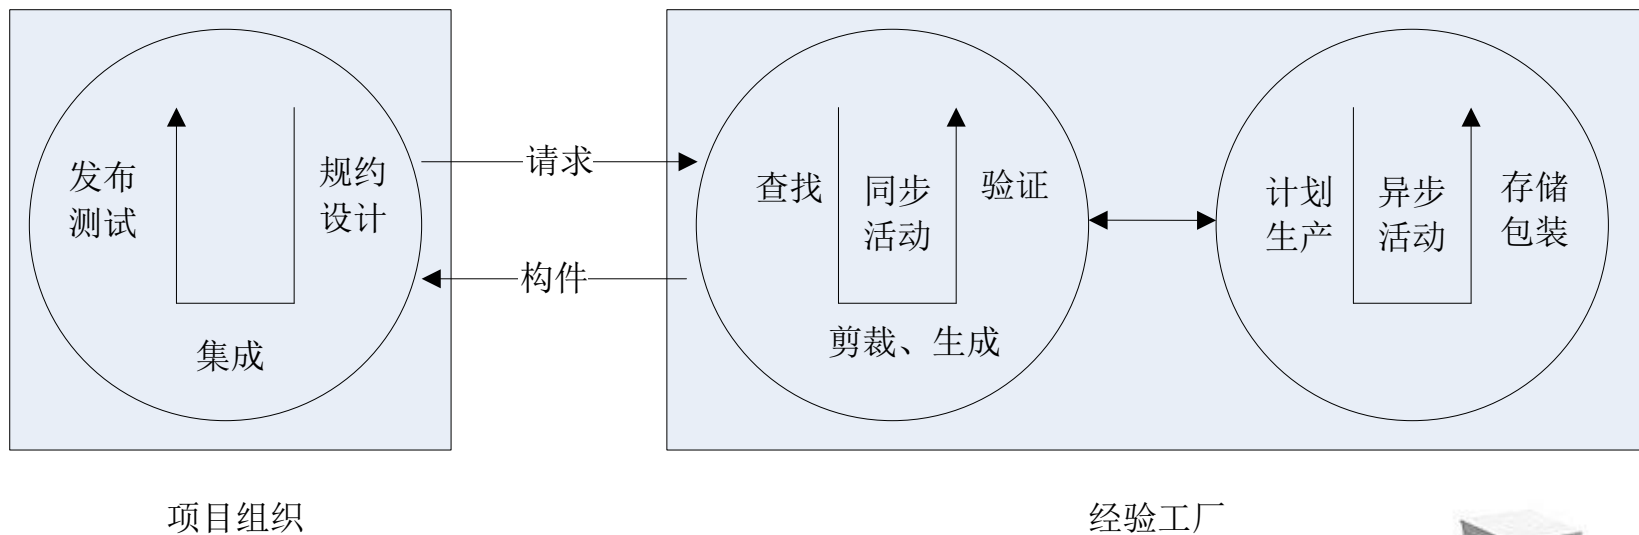 发布
测试
规约
设计
集成
请求
构件
查找
同步
活动
验证
剪裁、生成
计划
生产
异步
活动
存储
包装
项目组织
经验工厂